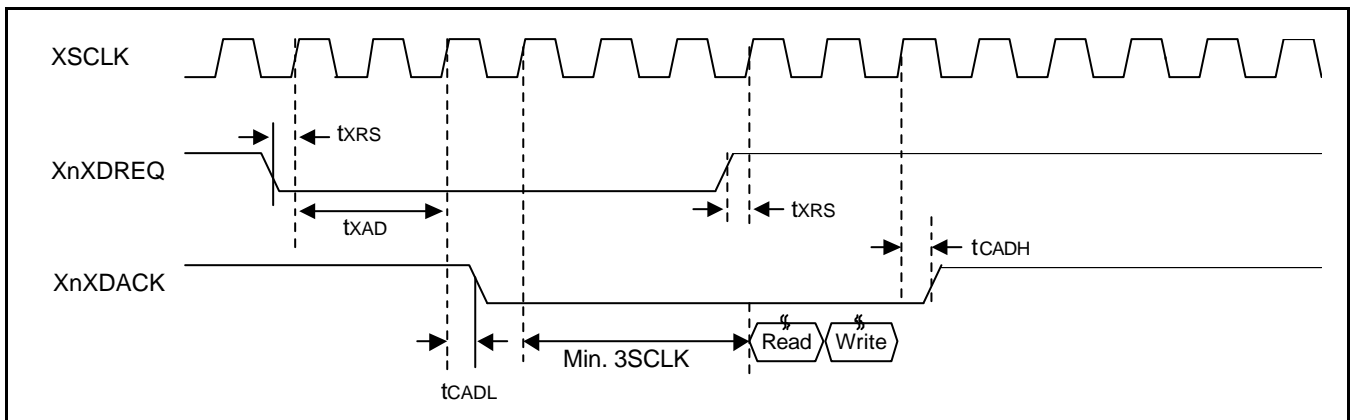 XSCLK
tXRS
XnXDREQ
tXAD
tXRS
tCADH
XnXDACK
Read Write
Min. 3SCLK
tCADL